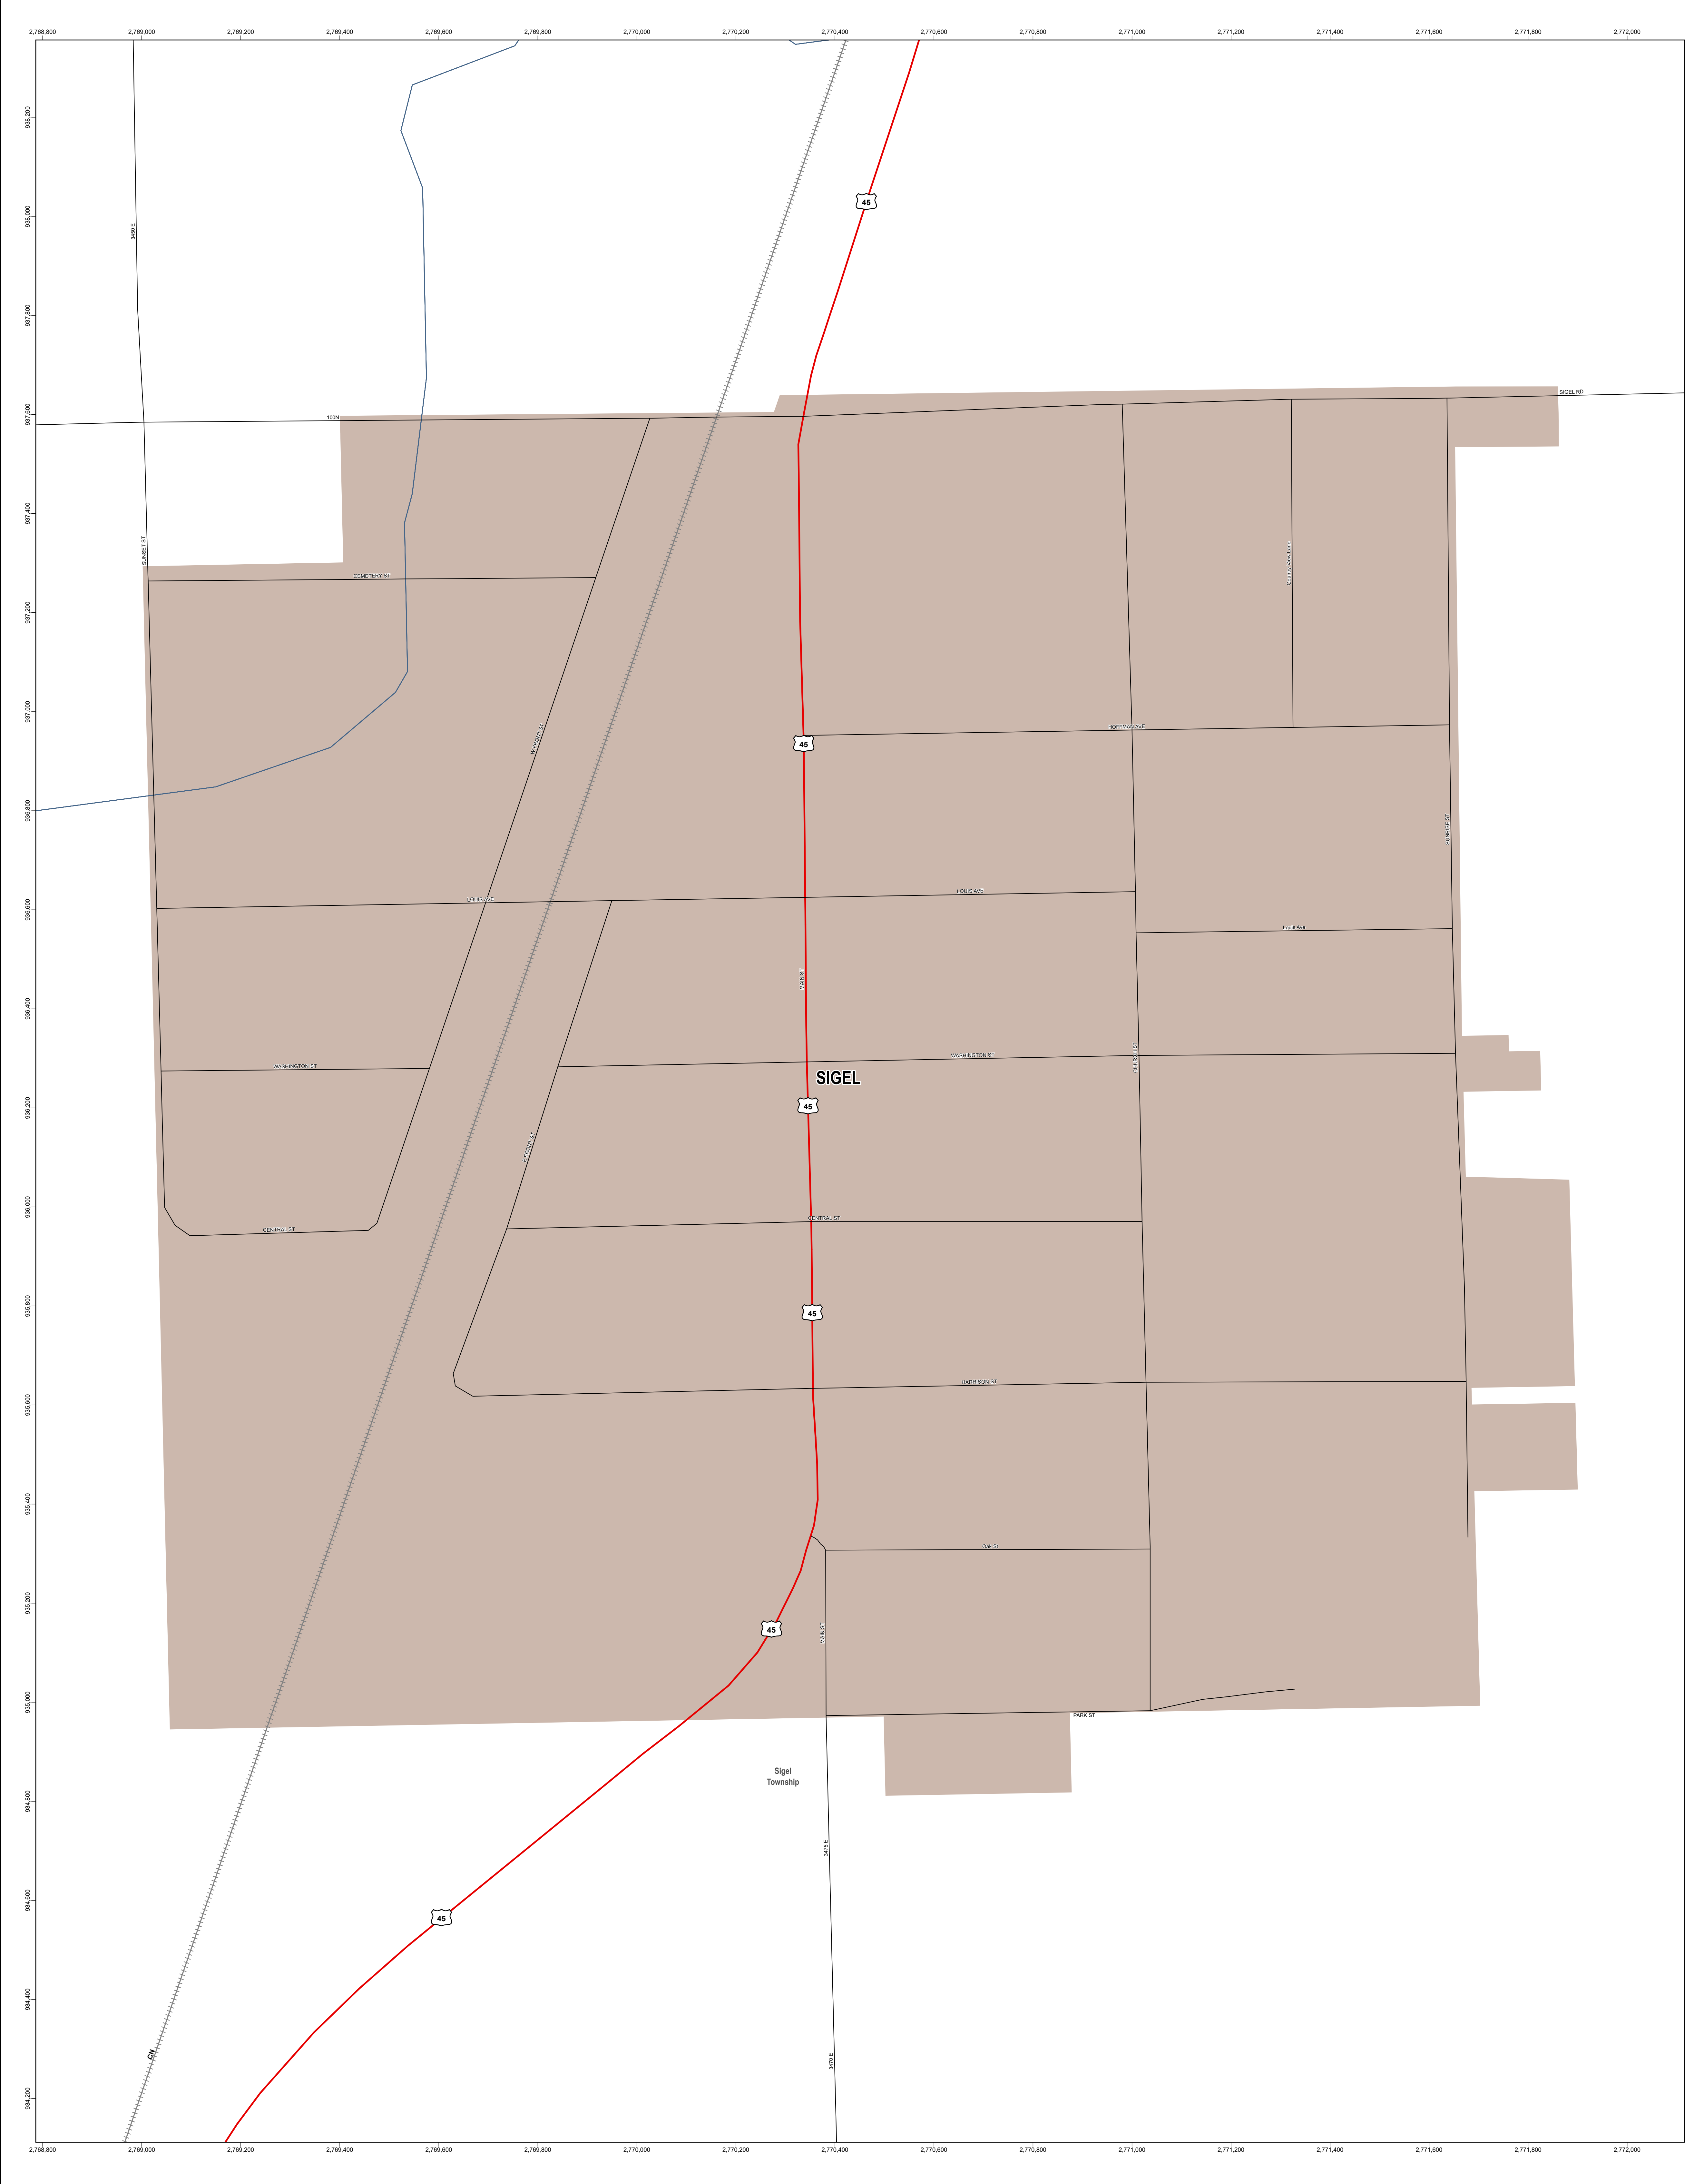 2,768,800 2,769,000 2,769,200 2,769,400 2,769,600 2,769,800 2,770,000 2,770,200 2,770,400 2,770,600 2,770,800 2,771,000 2,771,200 2,771,400 2,771,600 2,771,800 2,772,000
938,200
45
938,000
3450 E
937,800
SIGEL RD
937,600
100N
937,400
SUNSET ST
Country View Lane
CEMETERY ST
937,200
HOFFMAN AVE
937,000
W FRONT ST
45
SUNRISE ST
936,800
LOUIS AVE
LOUIS AVE
936,600
MAIN ST
936,400
WASHINGTON ST
CHURCH ST
WASHINGTON ST
SIGEL
45
936,200
E FRONT ST
CENTRAL ST
936,000
CENTRAL ST
45
935,800
HARRISON ST
935,600
935,400
Oak St
935,200
45
MAIN ST
935,000
PARK ST
Sigel
Township
934,800
3475 E
934,600
45
934,400
CN
3470 E
934,200
2,768,800 2,769,000 2,769,200 2,769,400 2,769,600 2,769,800 2,770,000 2,770,200 2,770,400 2,770,600 2,770,800 2,771,000 2,771,200 2,771,400 2,771,600 2,771,800 2,772,000